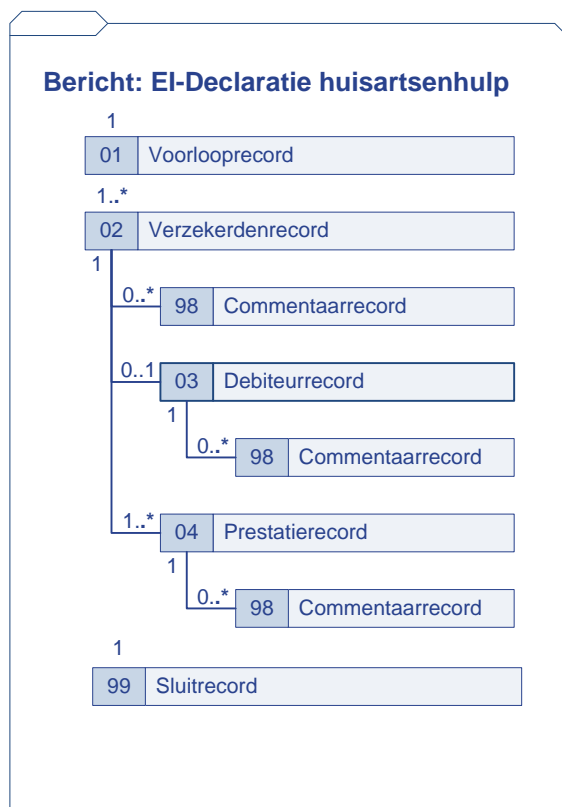 Bericht: EI-Declaratie huisartsenhulp
1
01 Voorlooprecord
1..*
02 Verzekerdenrecord
1
0..* 98 Commentaarrecord
0..1 03 Debiteurrecord
1
0..* 98 Commentaarrecord
1..* 04 Prestatierecord
1
0..* 98 Commentaarrecord
1
99 Sluitrecord